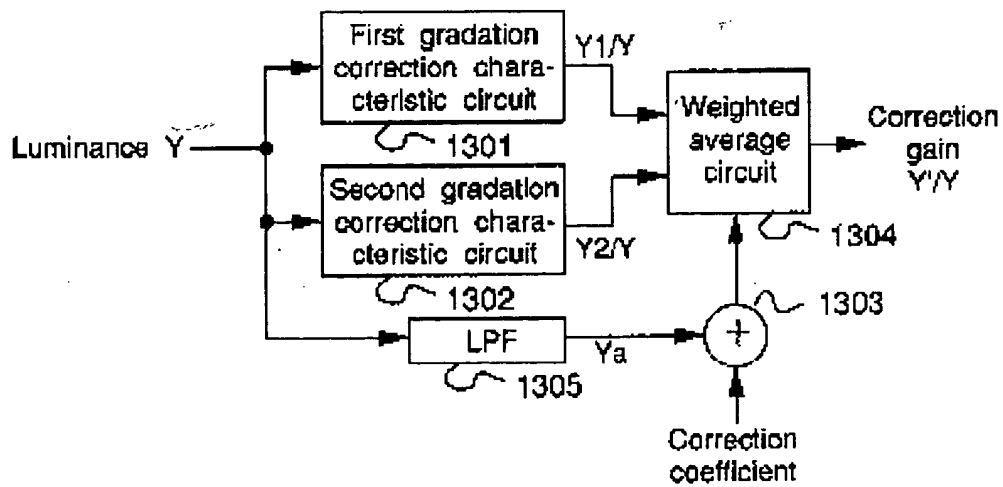 First gradation
correction chara-
cteristic circuit
Y1/Y
1301
Luminance Y
Second gradation
correction chara-
cteristic circuit
Y2/Y
1302
Weighted
average
circuit
1304
Correction
gain
Y'/Y
1303
+
LPF
Ya
1305
Correction
coefficient